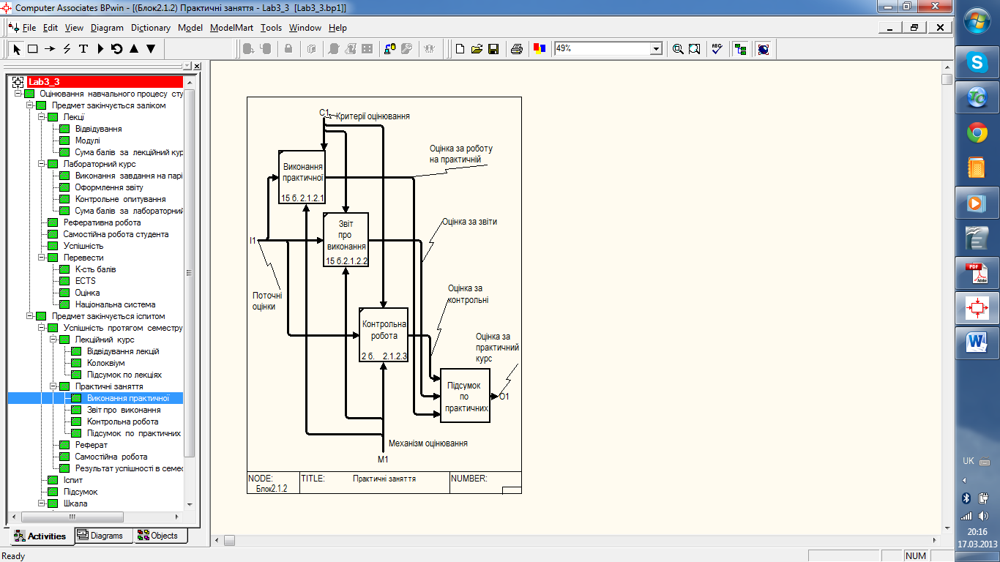 Computer Associates BPwin - [(Блок2.1.2) Практичні заняття - Lab3_3  [Lab3_3.bp1]]
File Edit View Diagram Dictionary Model ModelMart Tools Window Help
49%
ABC
Lab3_3
Оцінювання навчального процесу сту
Предмет закінчується заліком
Лекції
Відвідування
Модулі
Сума балів за лекційний кур
Лабораторний курс
Виконання завдання на парі
Оформлення звіту
Контрольне опитування
Сума балів за лабораторний
Реферативна робота
Самостійна робота студента
Успішність
Перевести
К-сть балів
ECTS
Оцінка
Національна система
Предмет закінчується іспитом
Успішність протягом семестру
Лекційний курс
Відвідування лекцій
Колоквіум
Підсумок по лекціях
Практичні заняття
Виконання практичної
Звіт про виконання
Контрольна робота
Підсумок по практичних
Реферат
Самостійна робота
Результат успішності в семес
Іспит
Підсумок
Шкала
Activities Diagrams Objects
Ready
NUM
C1
Критерії оцінювання
Виконання
практичної
15 б. 2.1.2.1
Оцінка за роботу
на практичній
Звіт
про
виконання
15 б.2.1.2.2
Оцінка за звіти
I1
Поточні
оцінки
Оцінка за
контрольні
Контрольна
робота
2 б. 2.1.2.3
Оцінка за
практичний
курс
Підсумок
по
практичних
O1
Механізм оцінювання
M1
NODE:
Блок2.1.2
TITLE:
Практичні заняття
NUMBER:
PDF
Adobe
UK
20:16
17.03.2013